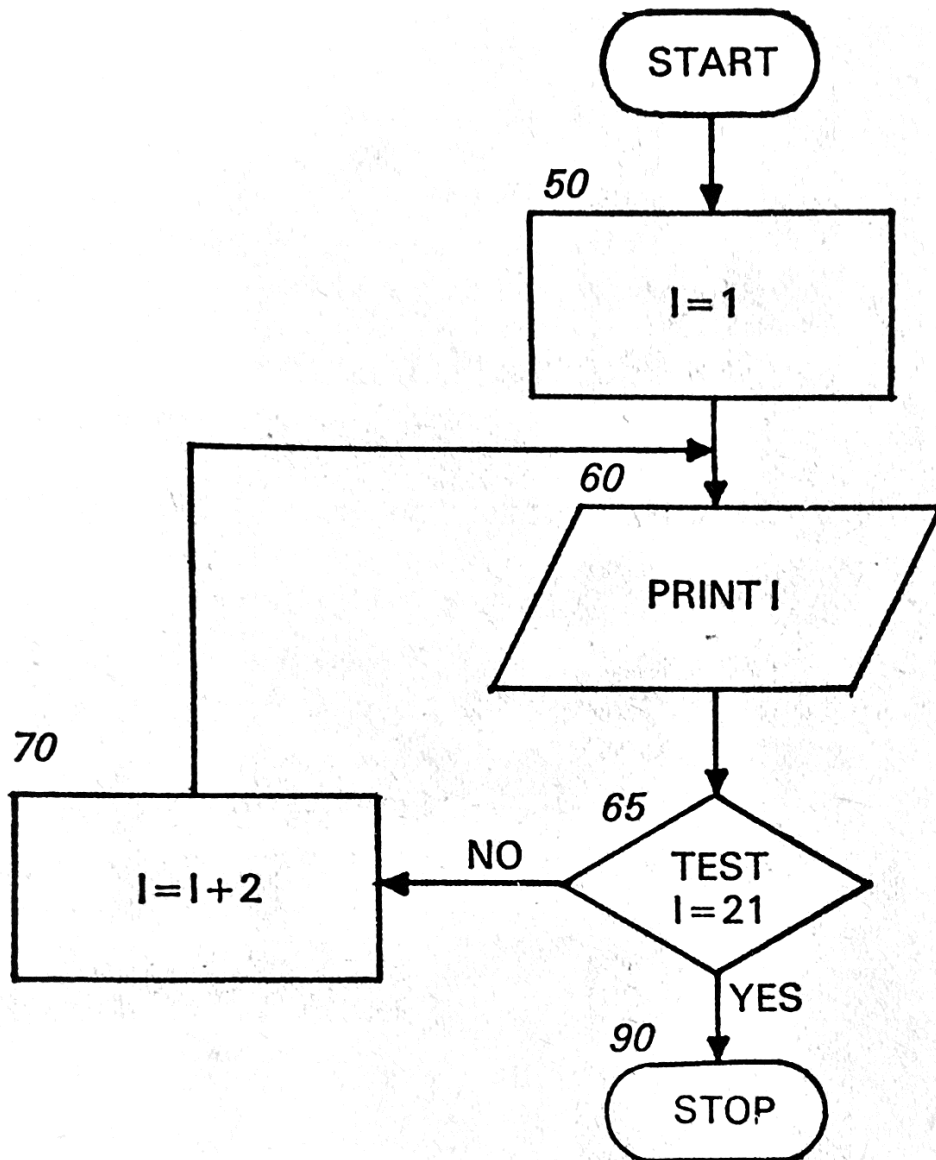 START
50
I=1
60
PRINT I
70
I=I+2
NO
65
TEST
I=21
YES
90
STOP